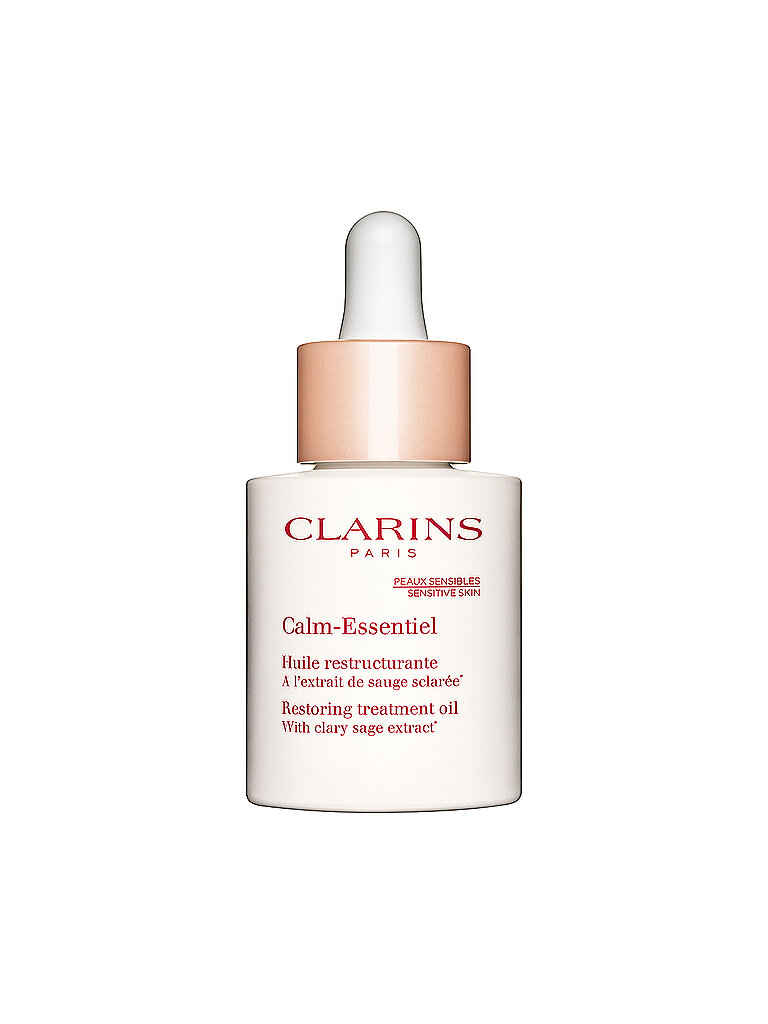 CLARINS
PARIS
PEAUX SENSIBLES
SENSITIVE SKIN
Calm-Essentiel
Huile restructurante
A l'extrait de sauge sclarée*
Restoring treatment oil
With clary sage extract*